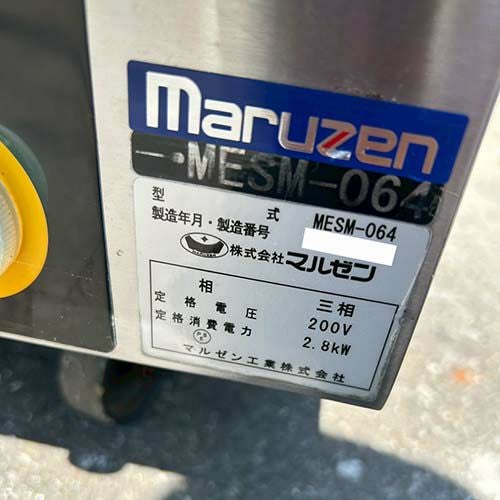 maruzen
MESM-064
型式 MESM-064
製造年月・製造番号
株式会社マルゼン
相 三相
定格電圧 200V
定格消費電力 2.8kW
PSE
マルゼン工業株式会社